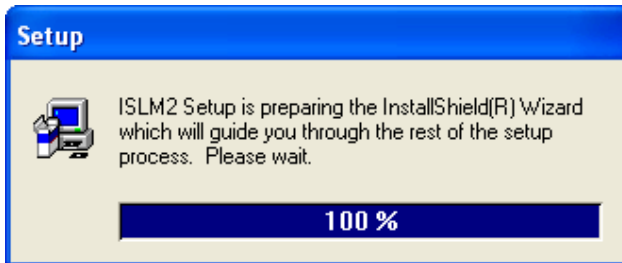 Setup
ISLM2 Setup is preparing the InstallShield(R) Wizard
which will guide you through the rest of the setup
process.  Please wait.
100 %